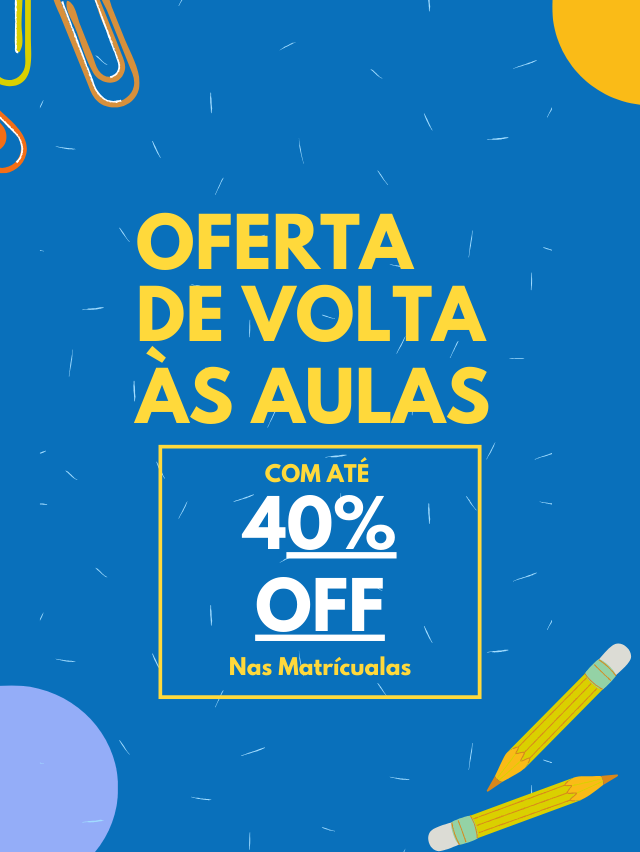 OFERTA
DE VOLTA
ÀS AULAS
COM ATÉ
40%
OFF
Nas Matrícualas